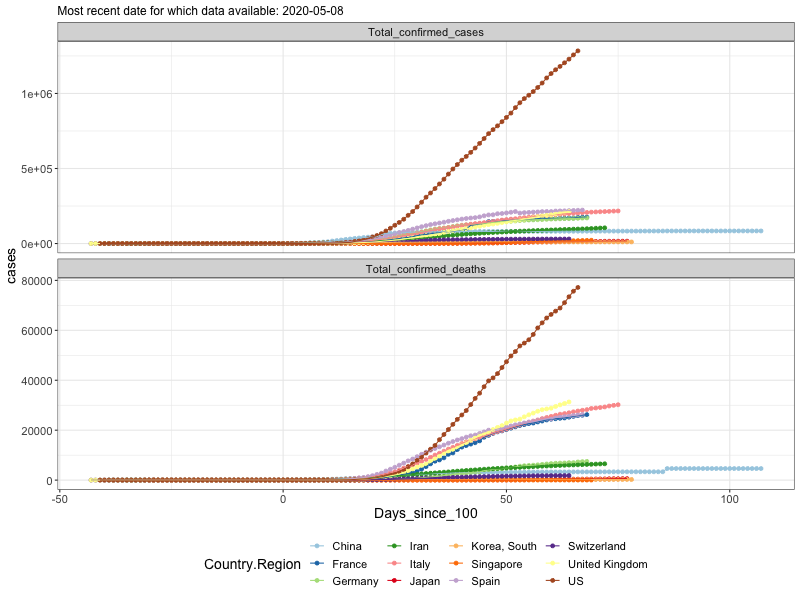 Most recent date for which data available: 2020-05-08
Total_confirmed_cases
1e+06
5e+05
0e+00
cases
Total_confirmed_deaths
80000
60000
40000
20000
0
-50 0 50 100
Days_since_100
Country.Region
China Iran Korea, South Switzerland
France Italy Singapore United Kingdom
Germany Japan Spain US